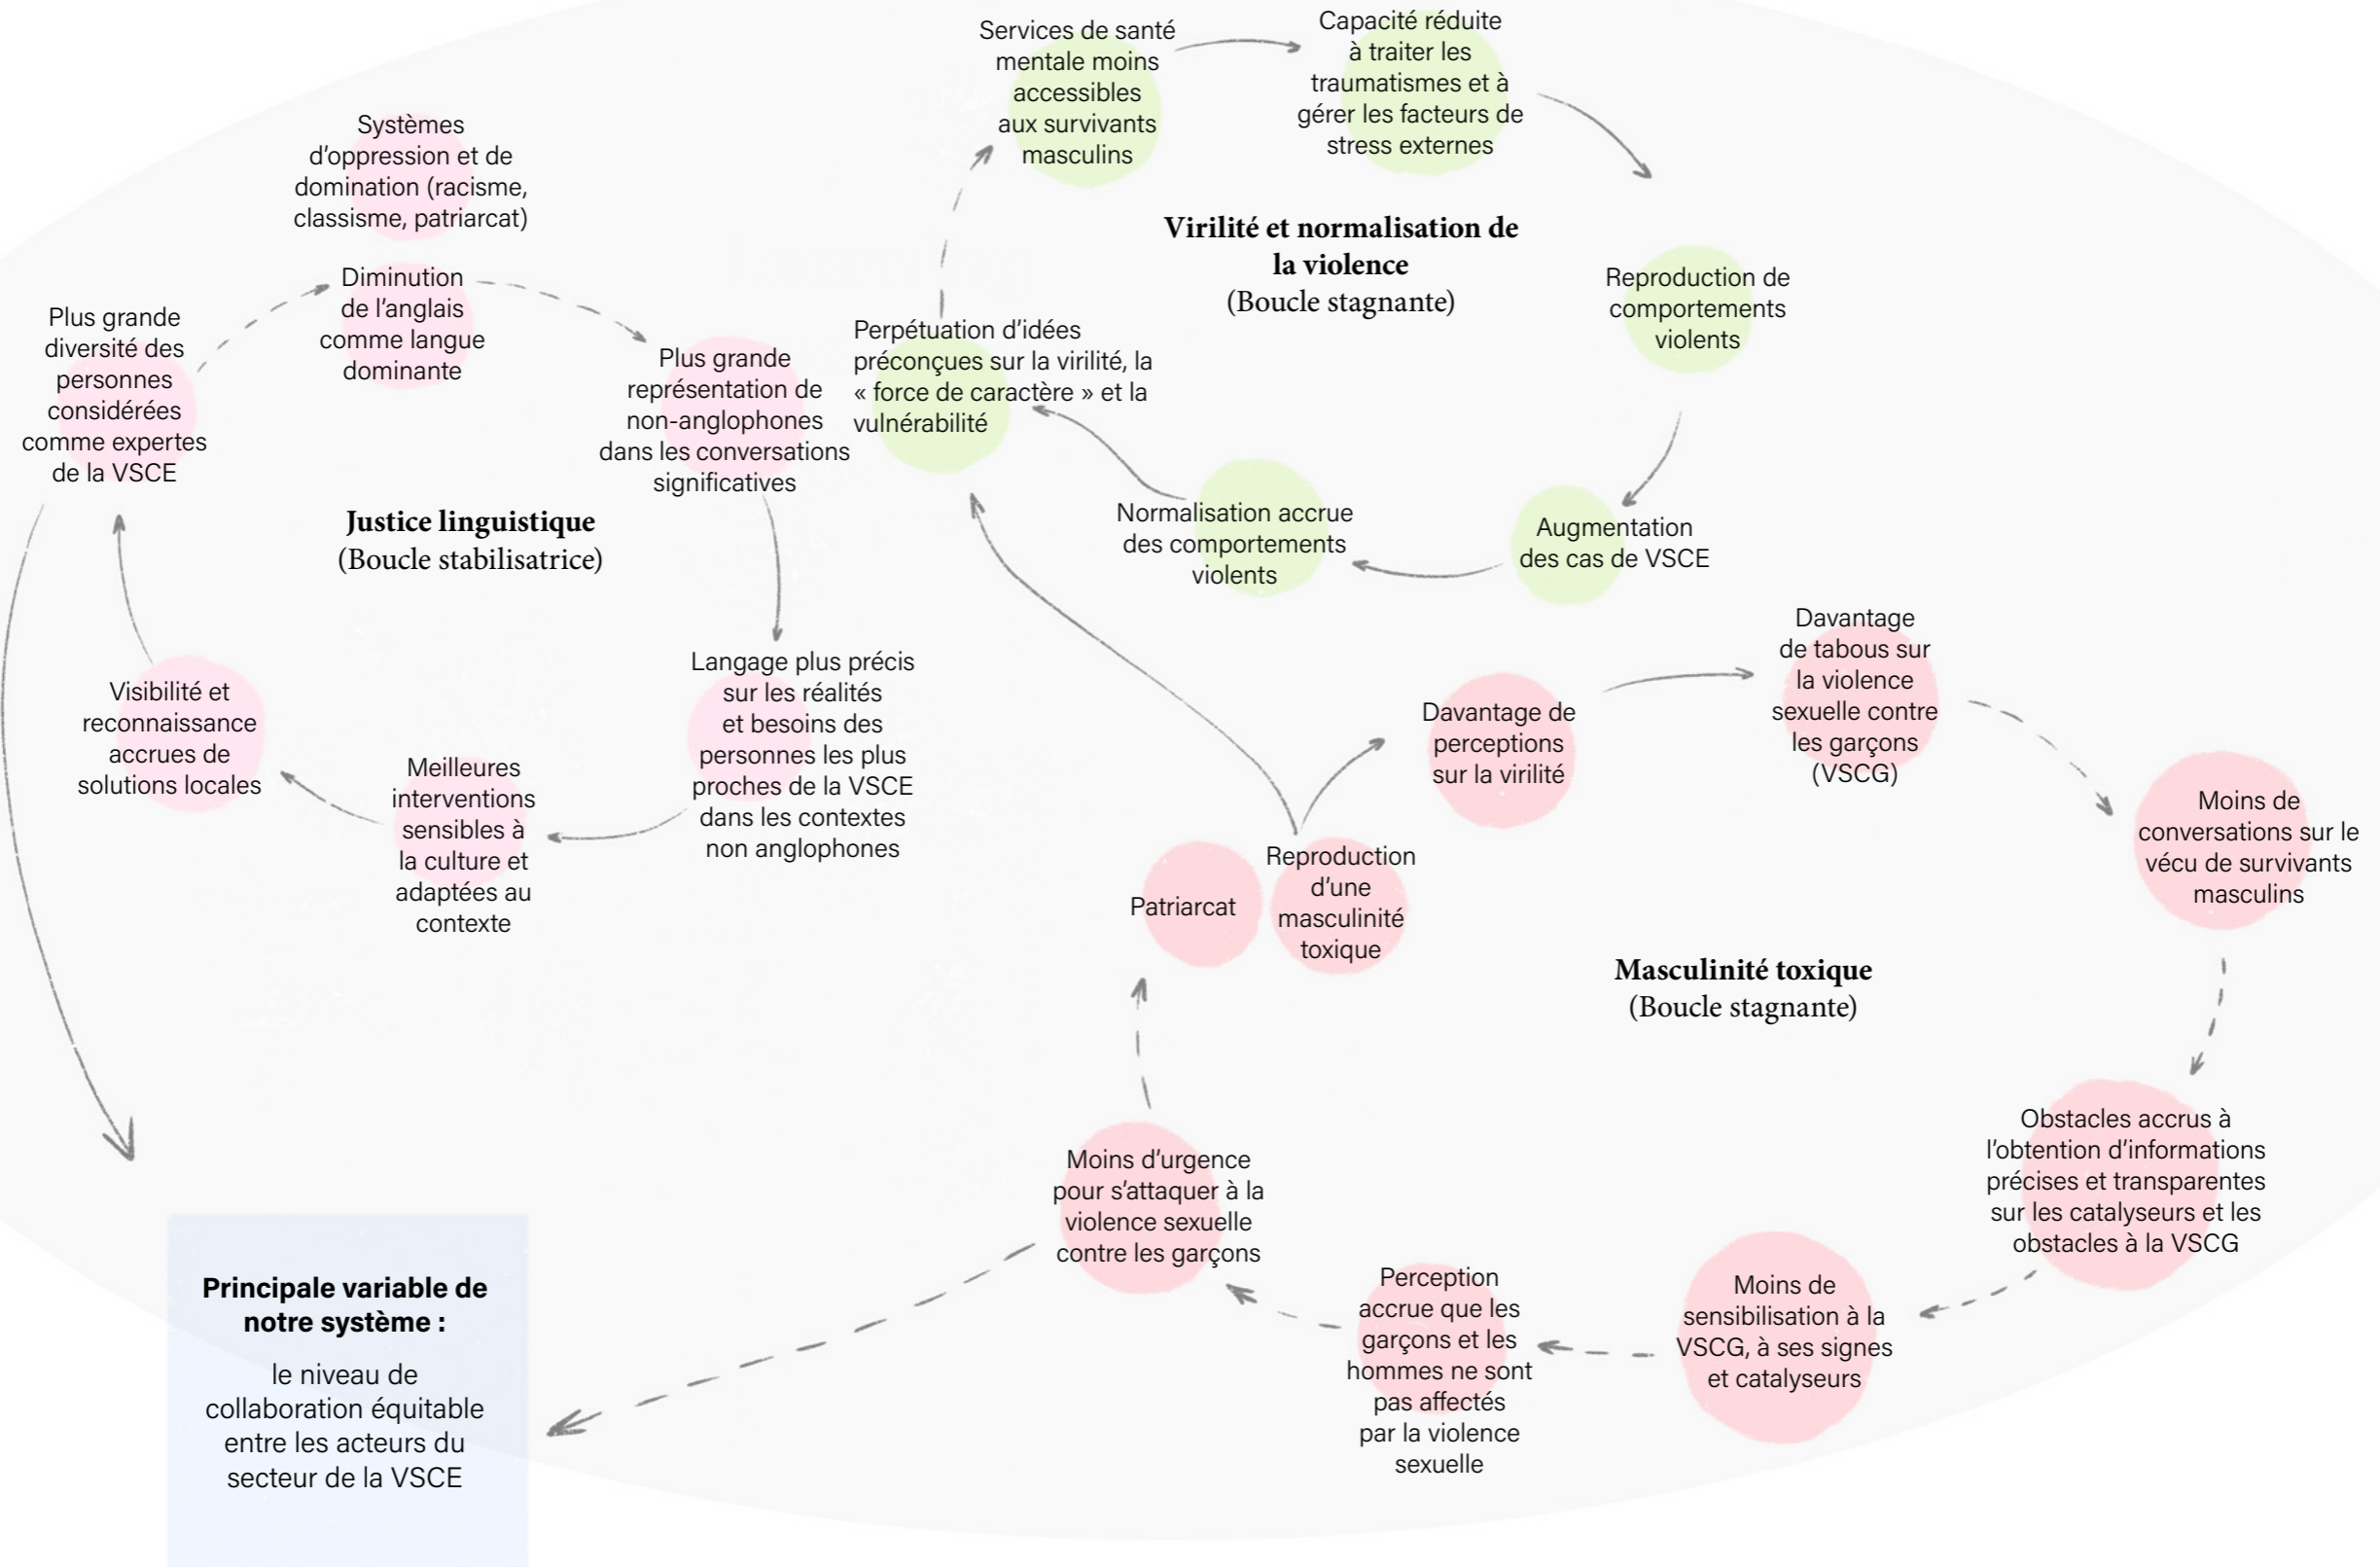 Systèmes
d’oppression et de
domination (racisme,
classisme, patriarcat)
Diminution
de l’anglais
comme langue
dominante
Plus grande
diversité des
personnes
considérées
comme expertes
de la VSCE
Plus grande
représentation de
non-anglophones
dans les conversations
significatives
Justice linguistique
(Boucle stabilisatrice)
Langage plus précis
sur les réalités
et besoins des
personnes les plus
proches de la VSCE
dans les contextes
non anglophones
Meilleures
interventions
sensibles à
la culture et
adaptées au
contexte
Visibilité et
reconnaissance
accrues de
solutions locales
Services de santé
mentale moins
accessibles
aux survivants
masculins
Capacité réduite
à traiter les
traumatismes et à
gérer les facteurs de
stress externes
Virilité et normalisation de
la violence
(Boucle stagnante)
Reproduction de
comportements
violents
Perpétuation d’idées
préconçues sur la virilité, la
« force de caractère » et la
vulnérabilité
Normalisation accrue
des comportements
violents
Augmentation
des cas de VSCE
Davantage de
perceptions
sur la virilité
Davantage
de tabous sur
la violence
sexuelle contre
les garçons
(VSCG)
Moins de
conversations sur le
vécu de survivants
masculins
Patriarcat
Reproduction
d’une
masculinité
toxique
Masculinité toxique
(Boucle stagnante)
Obstacles accrus à
l’obtention d’informations
précises et transparentes
sur les catalyseurs et les
obstacles à la VSCG
Moins de
sensibilisation à la
VSCG, à ses signes
et catalyseurs
Perception
accrue que les
garçons et les
hommes ne sont
pas affectés
par la violence
sexuelle
Moins d’urgence
pour s’attaquer à la
violence sexuelle
contre les garçons
Principale variable de
notre système :
le niveau de
collaboration équitable
entre les acteurs du
secteur de la VSCE